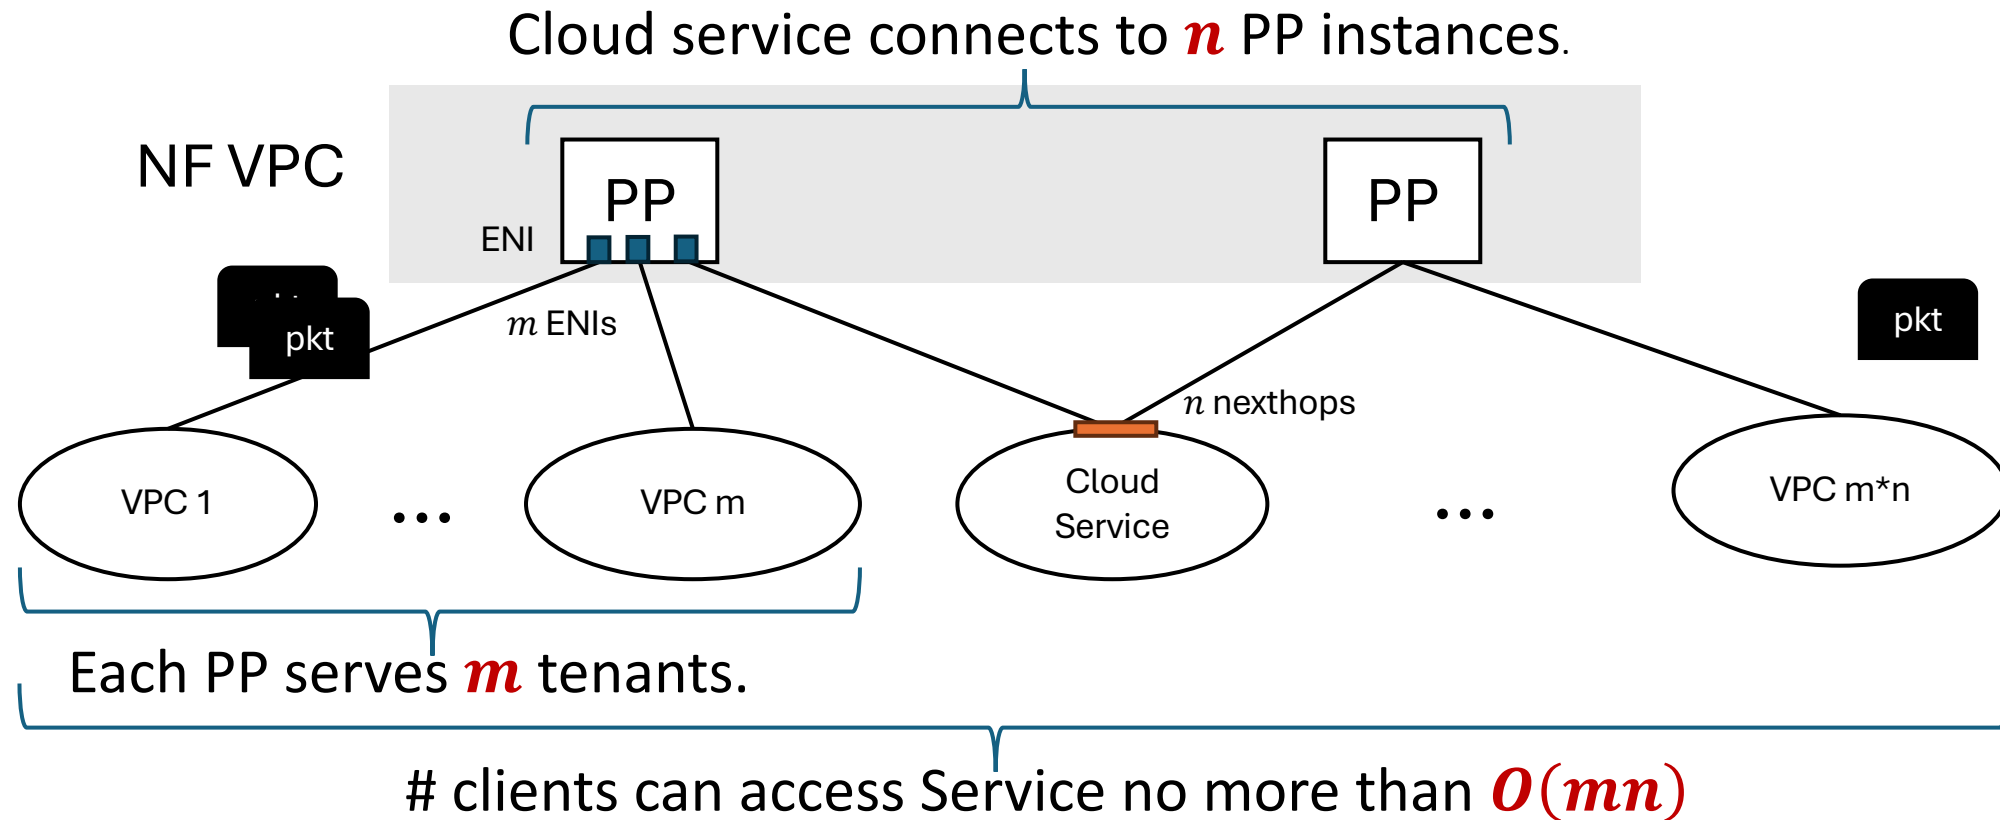 Cloud service connects to n PP instances.
NF VPC
PP
PP
ENI
pkt
pkt
m ENIs
n nexthops
VPC 1
...
VPC m
Cloud
Service
...
VPC m*n
Each PP serves m tenants.
# clients can access Service no more than O(mn)